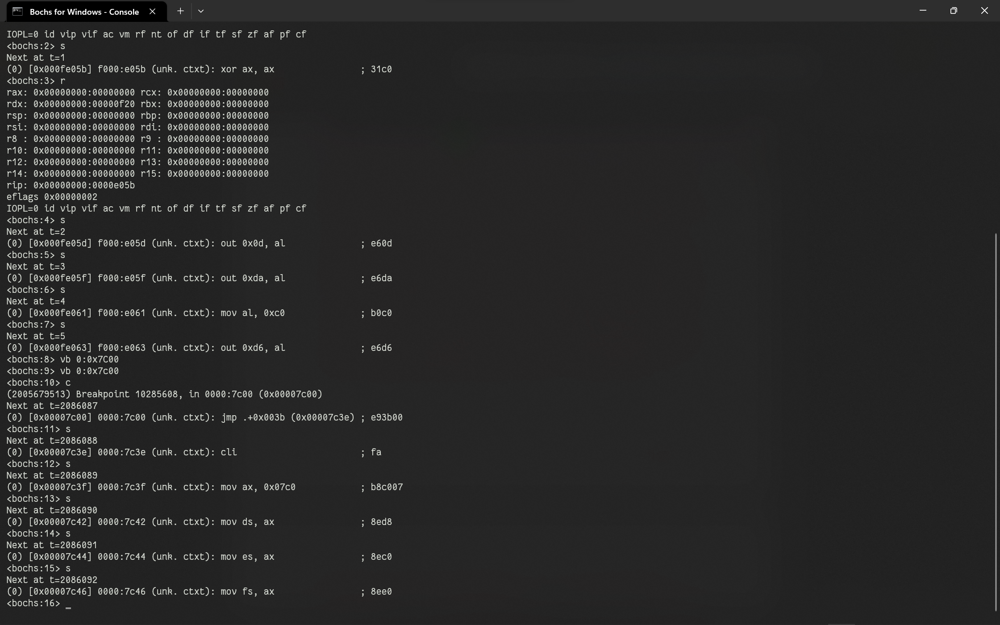 Bochs for Windows - Console
IOPL=0 id vip vif ac vm rf nt of df if tf sf zf af pf cf
<bochs:2> s
Next at t=1
(0) [0x000fe05b] f000:e05b (unk. ctxt): xor ax, ax                ; 31c0
<bochs:3> r
rax: 0x00000000:00000000 rcx: 0x00000000:00000000
rdx: 0x00000000:00000f20 rbx: 0x00000000:00000000
rsp: 0x00000000:00000000 rbp: 0x00000000:00000000
rsi: 0x00000000:00000000 rdi: 0x00000000:00000000
r8 : 0x00000000:00000000 r9 : 0x00000000:00000000
r10: 0x00000000:00000000 r11: 0x00000000:00000000
r12: 0x00000000:00000000 r13: 0x00000000:00000000
r14: 0x00000000:00000000 r15: 0x00000000:00000000
rip: 0x00000000:0000e05b
eflags 0x00000002
IOPL=0 id vip vif ac vm rf nt of df if tf sf zf af pf cf
<bochs:4> s
Next at t=2
(0) [0x000fe05d] f000:e05d (unk. ctxt): out 0x0d, al              ; e60d
<bochs:5> s
Next at t=3
(0) [0x000fe05f] f000:e05f (unk. ctxt): out 0xda, al              ; e6da
<bochs:6> s
Next at t=4
(0) [0x000fe061] f000:e061 (unk. ctxt): mov al, 0xc0              ; b0c0
<bochs:7> s
Next at t=5
(0) [0x000fe063] f000:e063 (unk. ctxt): out 0xd6, al              ; e6d6
<bochs:8> vb 0:0x7C00
<bochs:9> vb 0:0x7c00
<bochs:10> c
(2005679513) Breakpoint 10285608, in 0000:7c00 (0x00007c00)
Next at t=2086087
(0) [0x00007c00] 0000:7c00 (unk. ctxt): jmp .+0x003b (0x00007c3e) ; e93b00
<bochs:11> s
Next at t=2086088
(0) [0x00007c3e] 0000:7c3e (unk. ctxt): cli                       ; fa
<bochs:12> s
Next at t=2086089
(0) [0x00007c3f] 0000:7c3f (unk. ctxt): mov ax, 0x07c0            ; b8c007
<bochs:13> s
Next at t=2086090
(0) [0x00007c42] 0000:7c42 (unk. ctxt): mov ds, ax                ; 8ed8
<bochs:14> s
Next at t=2086091
(0) [0x00007c44] 0000:7c44 (unk. ctxt): mov es, ax                ; 8ec0
<bochs:15> s
Next at t=2086092
(0) [0x00007c46] 0000:7c46 (unk. ctxt): mov fs, ax                ; 8ee0
<bochs:16>